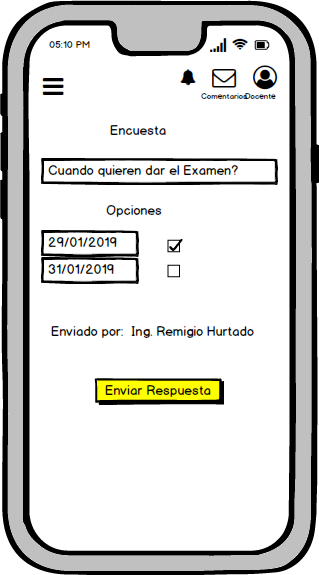 05:10 PM
Comentarios Docente
Encuesta
Cuando quieren dar el Examen?
Opciones
29/01/2019
31/01/2019
Enviado por: Ing. Remigio Hurtado
Enviar Respuesta